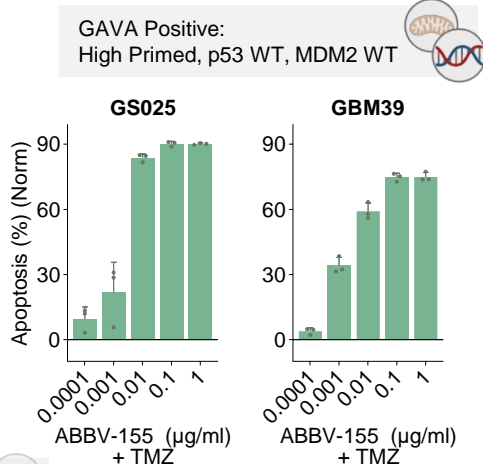 GAVA Positive:
High Primed, p53 WT, MDM2 WT
GS025
GBM39
Apoptosis (%) (Norm)
90
60
30
0
0.0001
0.001
0.01
0.1
1
ABBV-155 (µg/ml)
+ TMZ
90
60
30
0
0.0001
0.001
0.01
0.1
1
ABBV-155 (µg/ml)
+ TMZ